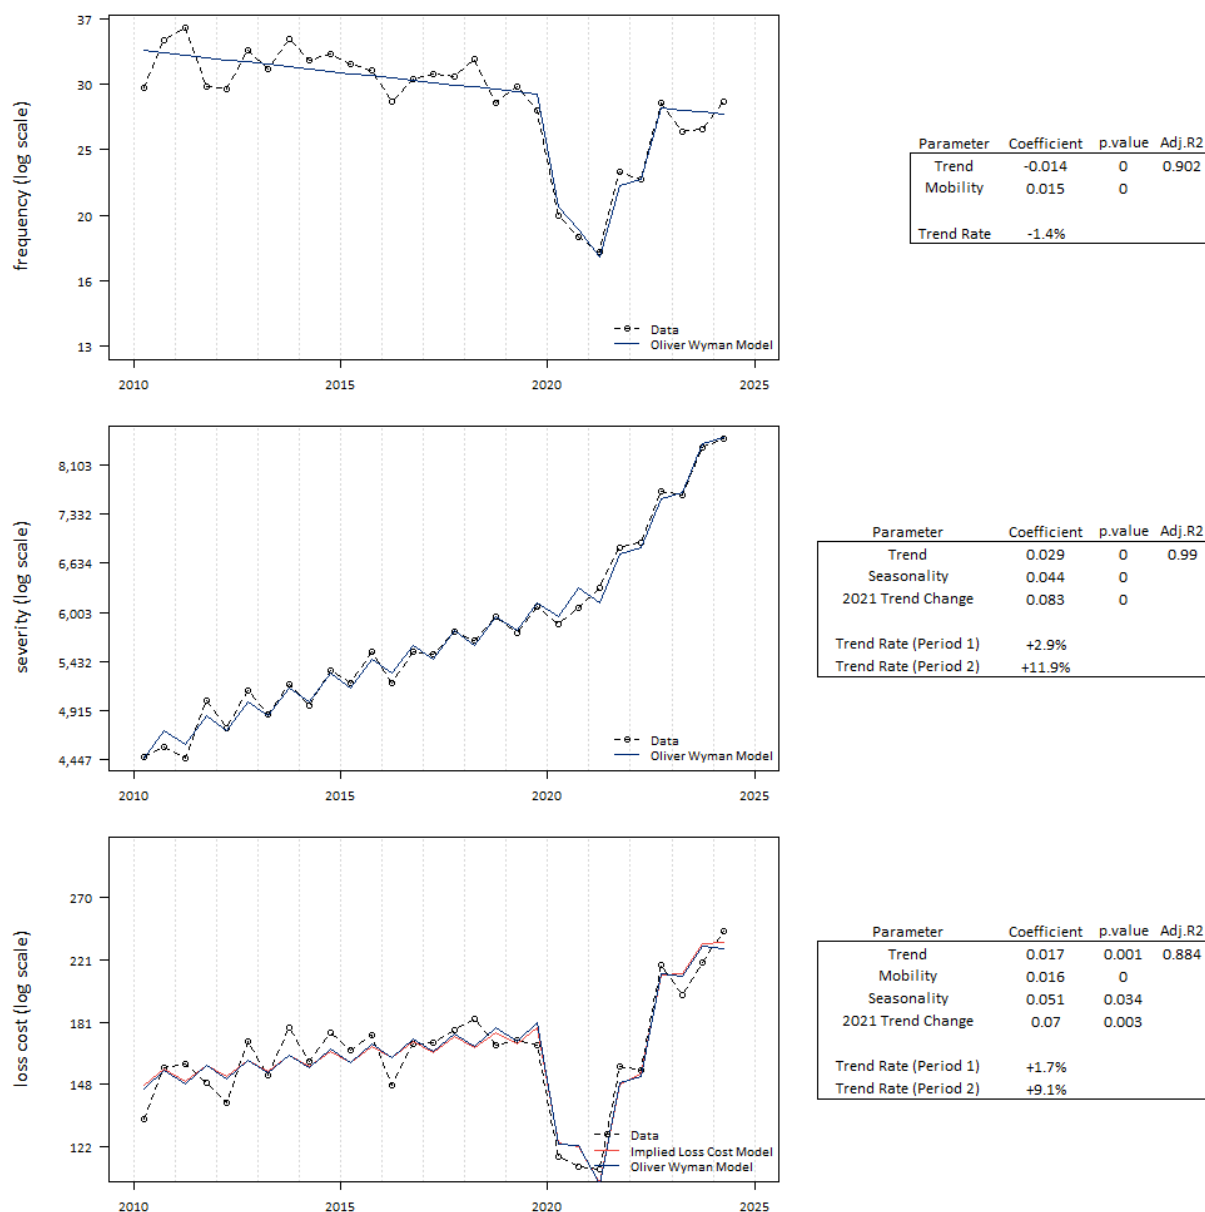 frequency (log scale)
37
30
25
20
16
13
Data
Oliver Wyman Model
2010 2015 2020 2025
Parameter Coefficient p.value Adj.R2
Trend -0.014 0 0.902
Mobility 0.015 0
Trend Rate -1.4%
severity (log scale)
8,103
7,332
6,634
6,003
5,432
4,915
4,447
Data
Oliver Wyman Model
2010 2015 2020 2025
Parameter Coefficient p.value Adj.R2
Trend 0.029 0 0.99
Seasonality 0.044 0
2021 Trend Change 0.083 0
Trend Rate (Period 1) +2.9%
Trend Rate (Period 2) +11.9%
loss cost (log scale)
270
221
181
148
122
Data
Implied Loss Cost Model
Oliver Wyman Model
2010 2015 2020 2025
Parameter Coefficient p.value Adj.R2
Trend 0.017 0.001 0.884
Mobility 0.016 0
Seasonality 0.051 0.034
2021 Trend Change 0.07 0.003
Trend Rate (Period 1) +1.7%
Trend Rate (Period 2) +9.1%